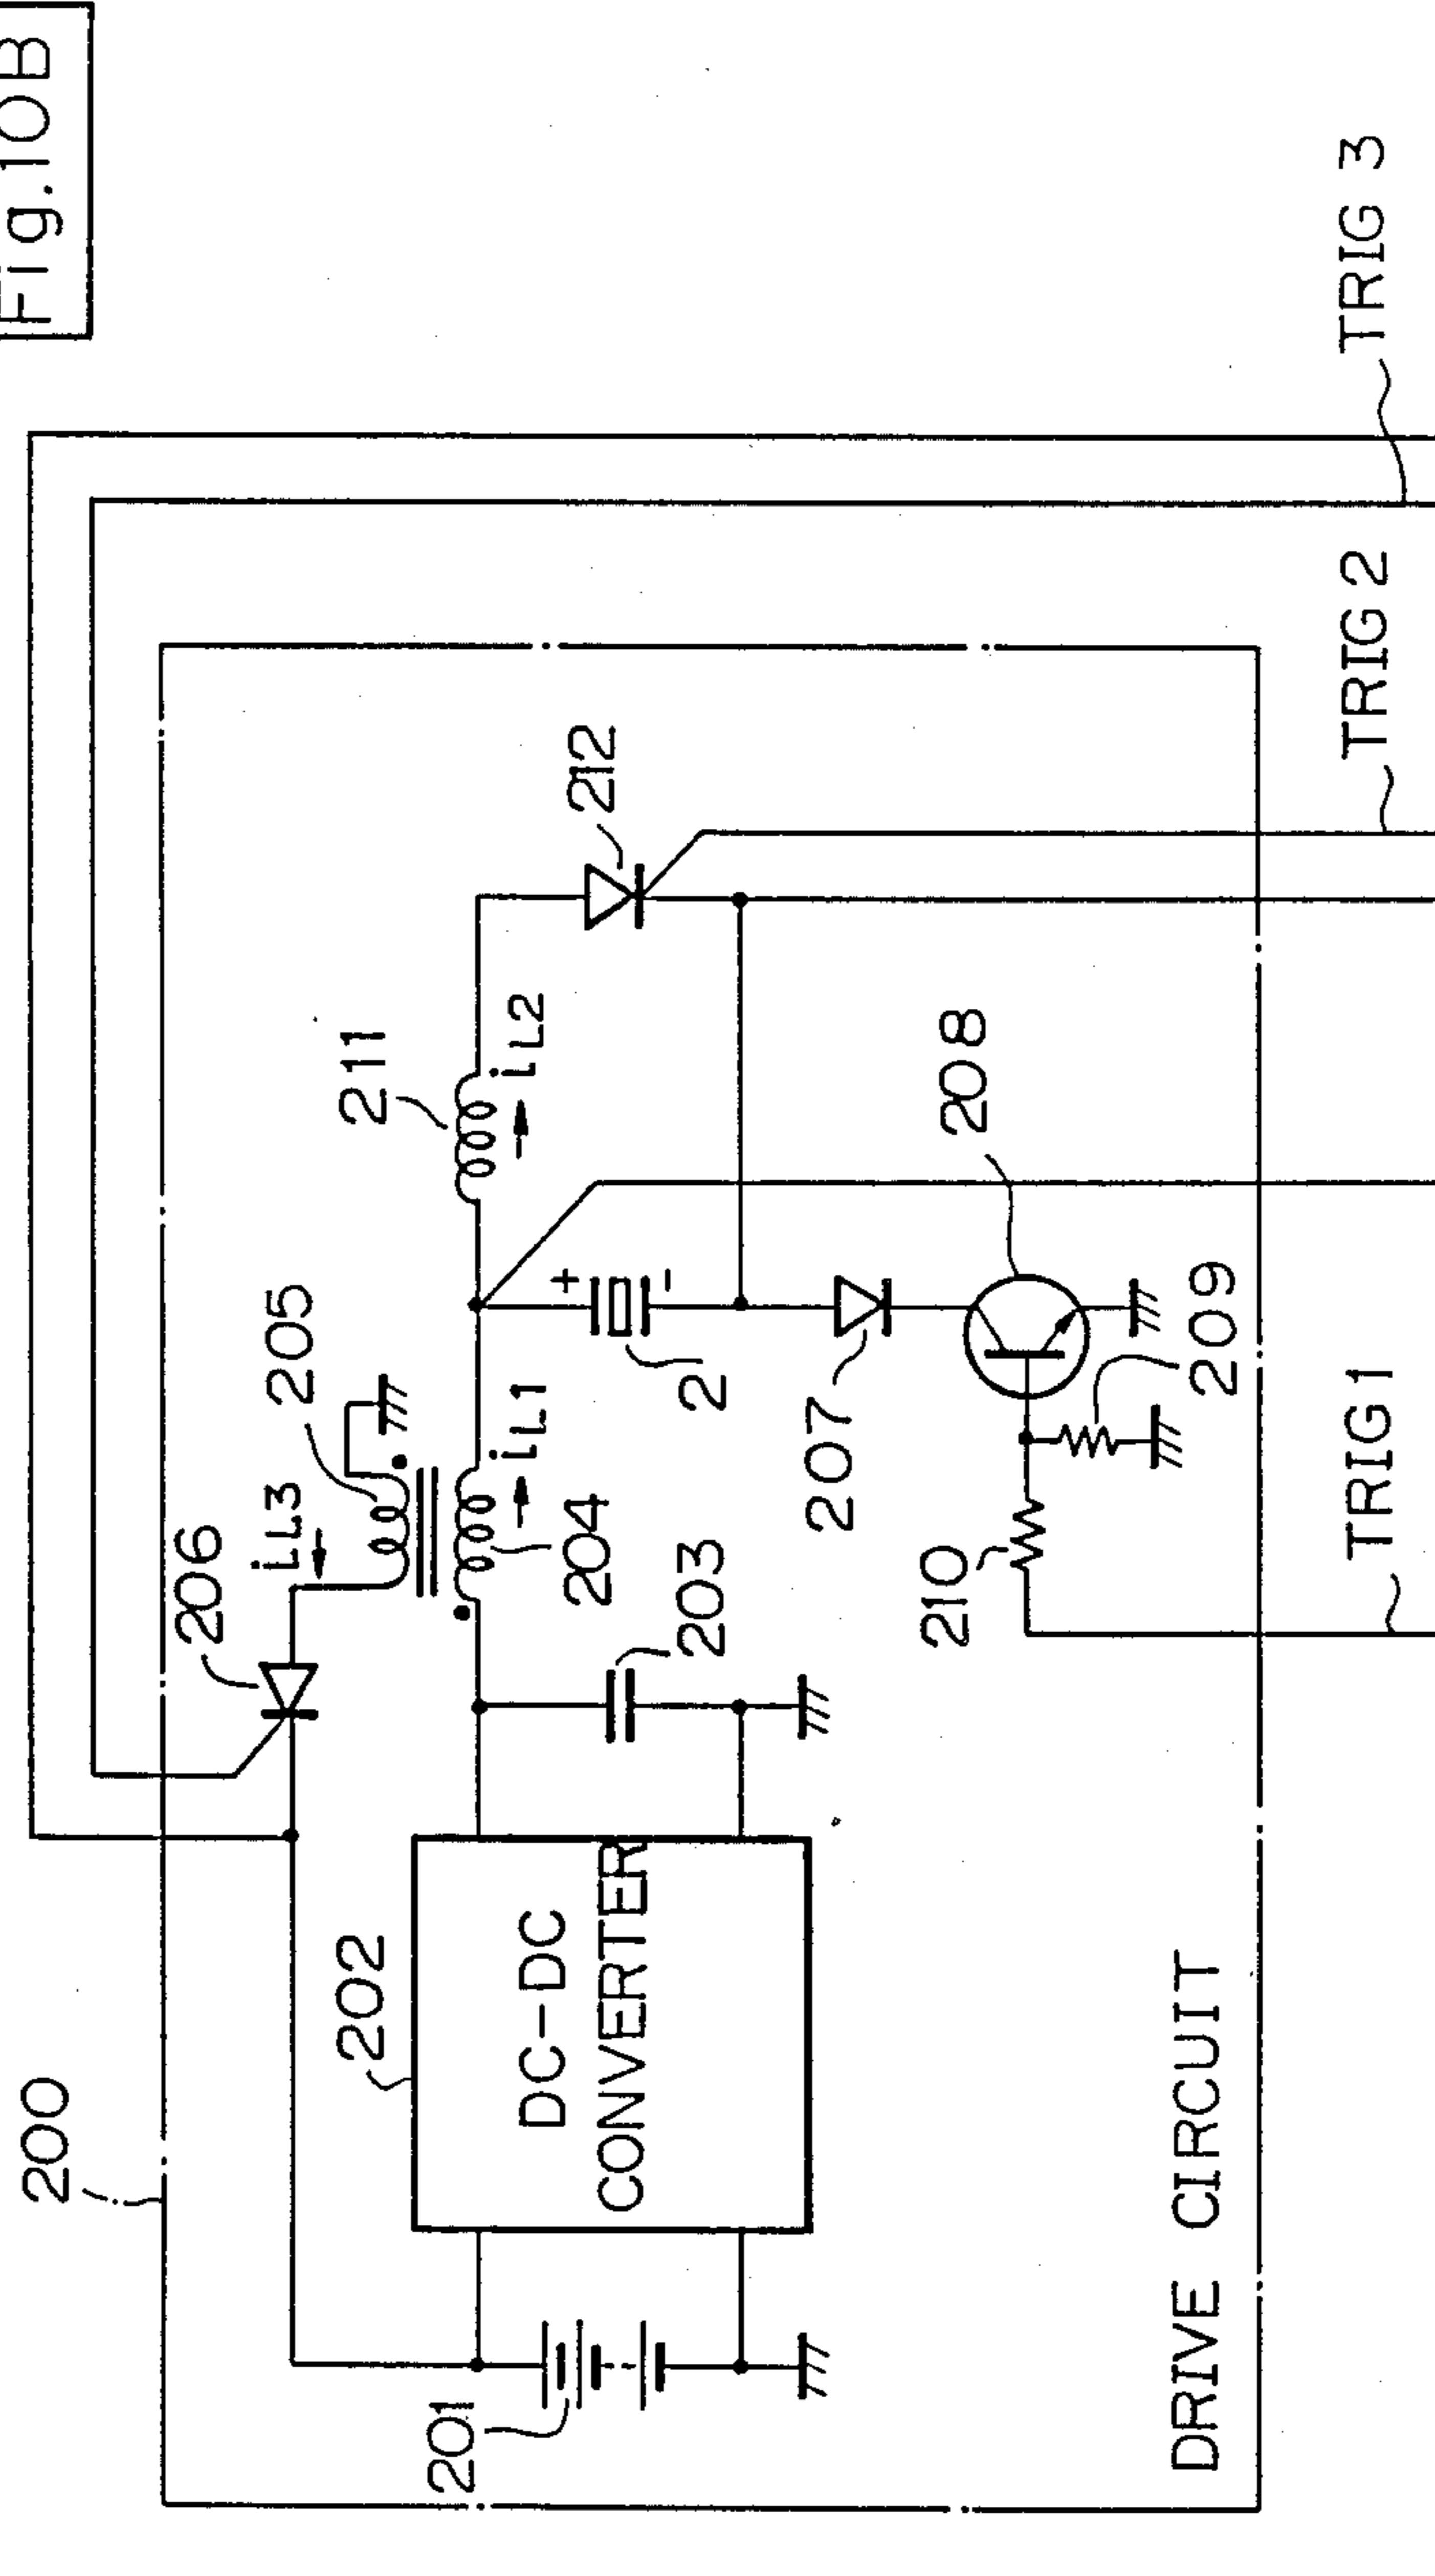 Fig.10B
200
206
iL3
205
202
DC-DC
CONVERTER
201
203
204
iL1
211
iL2
212
2
+
-
207
208
209
210
DRIVE CIRCUIT
TRIG 1
TRIG 2
TRIG 3